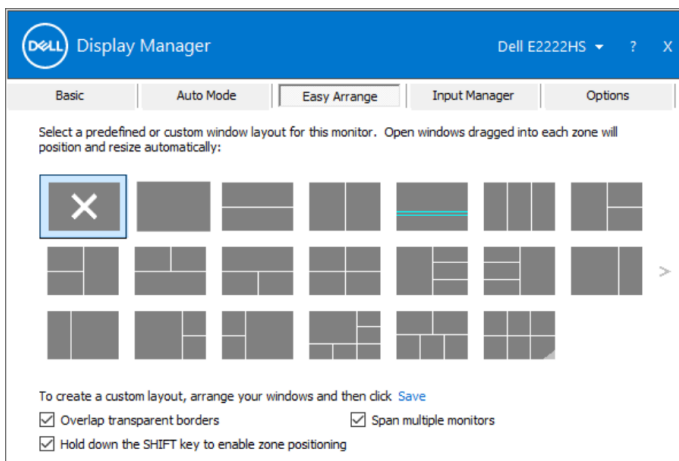 DELL Display Manager Dell E2222HS ? X
Basic Auto Mode Easy Arrange Input Manager Options
Select a predefined or custom window layout for this monitor. Open windows dragged into each zone will
position and resize automatically:
>
To create a custom layout, arrange your windows and then click Save
Overlap transparent borders Span multiple monitors
Hold down the SHIFT key to enable zone positioning